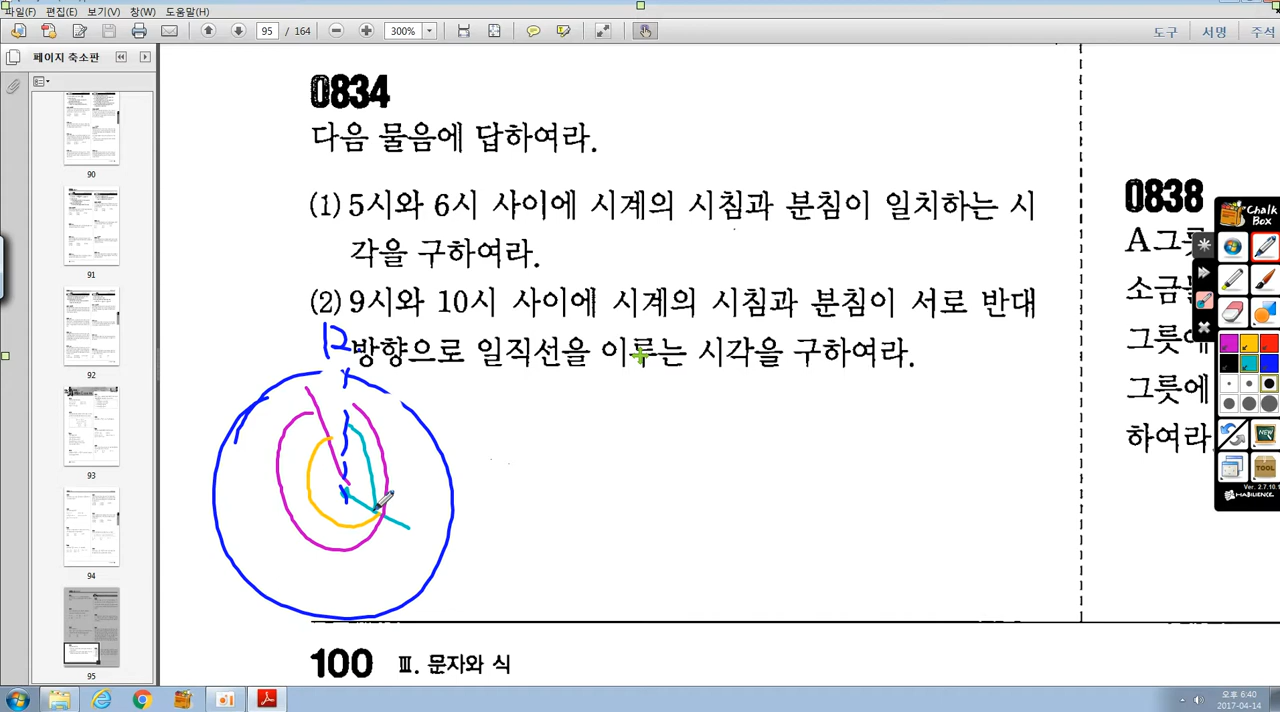 파일(F) 편집(E) 보기(V) 창(W) 도움말(H)
95 / 164 300% 도구 서명 주석
페이지 축소판
90
91
92
93
94
95
0834
다음 물음에 답하여라.
(1) 5시와 6시 사이에 시계의 시침과 분침이 일치하는 시
각을 구하여라.
(2) 9시와 10시 사이에 시계의 시침과 분침이 서로 반대
방향으로 일직선을 이루는 시각을 구하여라.
12
100 Ⅲ. 문자와 식
0838
A그릇
소금물
그릇에
그릇에
하여라
Chalk
Box
NEW
TOOL
Ver. 2.7.10.1
MABILIENCE
오후 6:40
2017-04-14